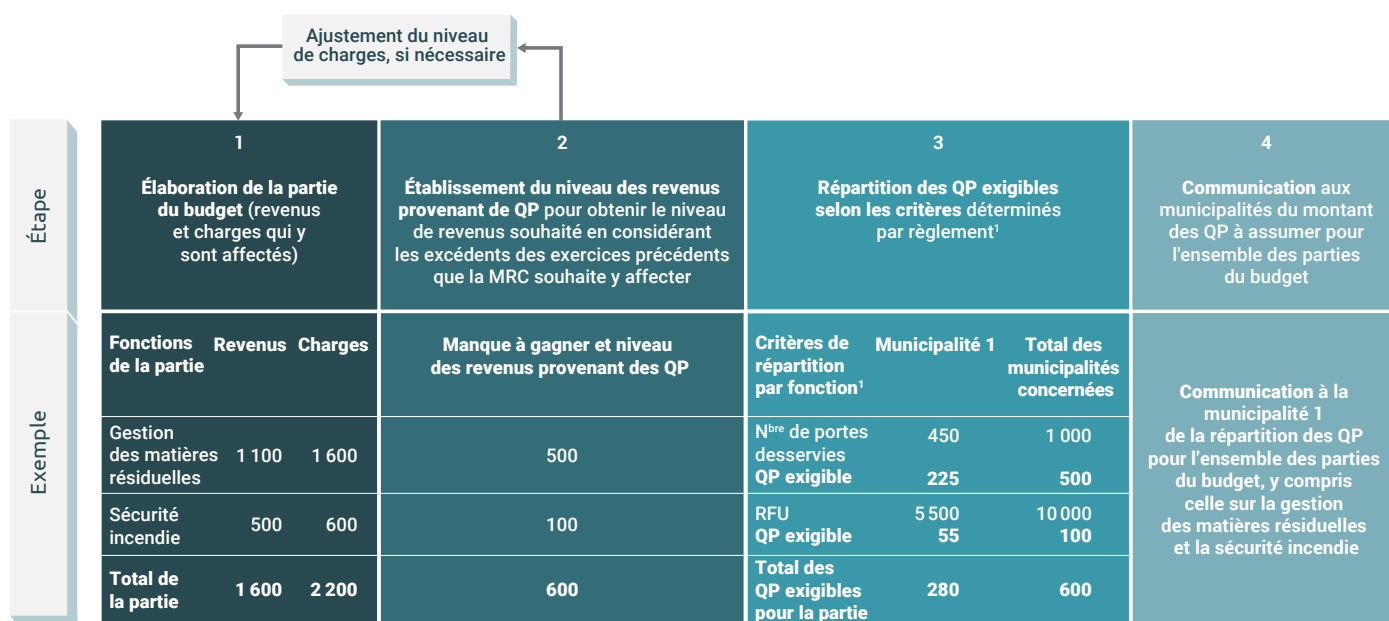 Ajustement du niveau
de charges, si nécessaire
Étape
1
Élaboration de la partie
du budget (revenus
et charges qui y
sont affectés)
2
Établissement du niveau des revenus
provenant de QP pour obtenir le niveau
de revenus souhaité en considérant
les excédents des exercices précédents
que la MRC souhaite y affecter
3
Répartition des QP exigibles
selon les critères déterminés
par règlement¹
4
Communication aux
municipalités du montant
des QP à assumer pour
l'ensemble des parties
du budget
Exemple
Fonctions
de la partie
Revenus
Charges
Manque à gagner et niveau
des revenus provenant des QP
Critères de
répartition
par fonction¹
Municipalité 1
Total des
municipalités
concernées
Gestion
des matières
résiduelles
1 100
1 600
500
Nbre de portes
desservies
450
1 000
QP exigible
225
500
Sécurité
incendie
500
600
100
RFU
5 500
10 000
QP exigible
55
100
Total de
la partie
1 600
2 200
600
Total des
QP exigibles
pour la partie
280
600
Communication à la
municipalité 1
de la répartition des QP
pour l'ensemble des parties
du budget, y compris
celle sur la gestion
des matières résiduelles
et la sécurité incendie